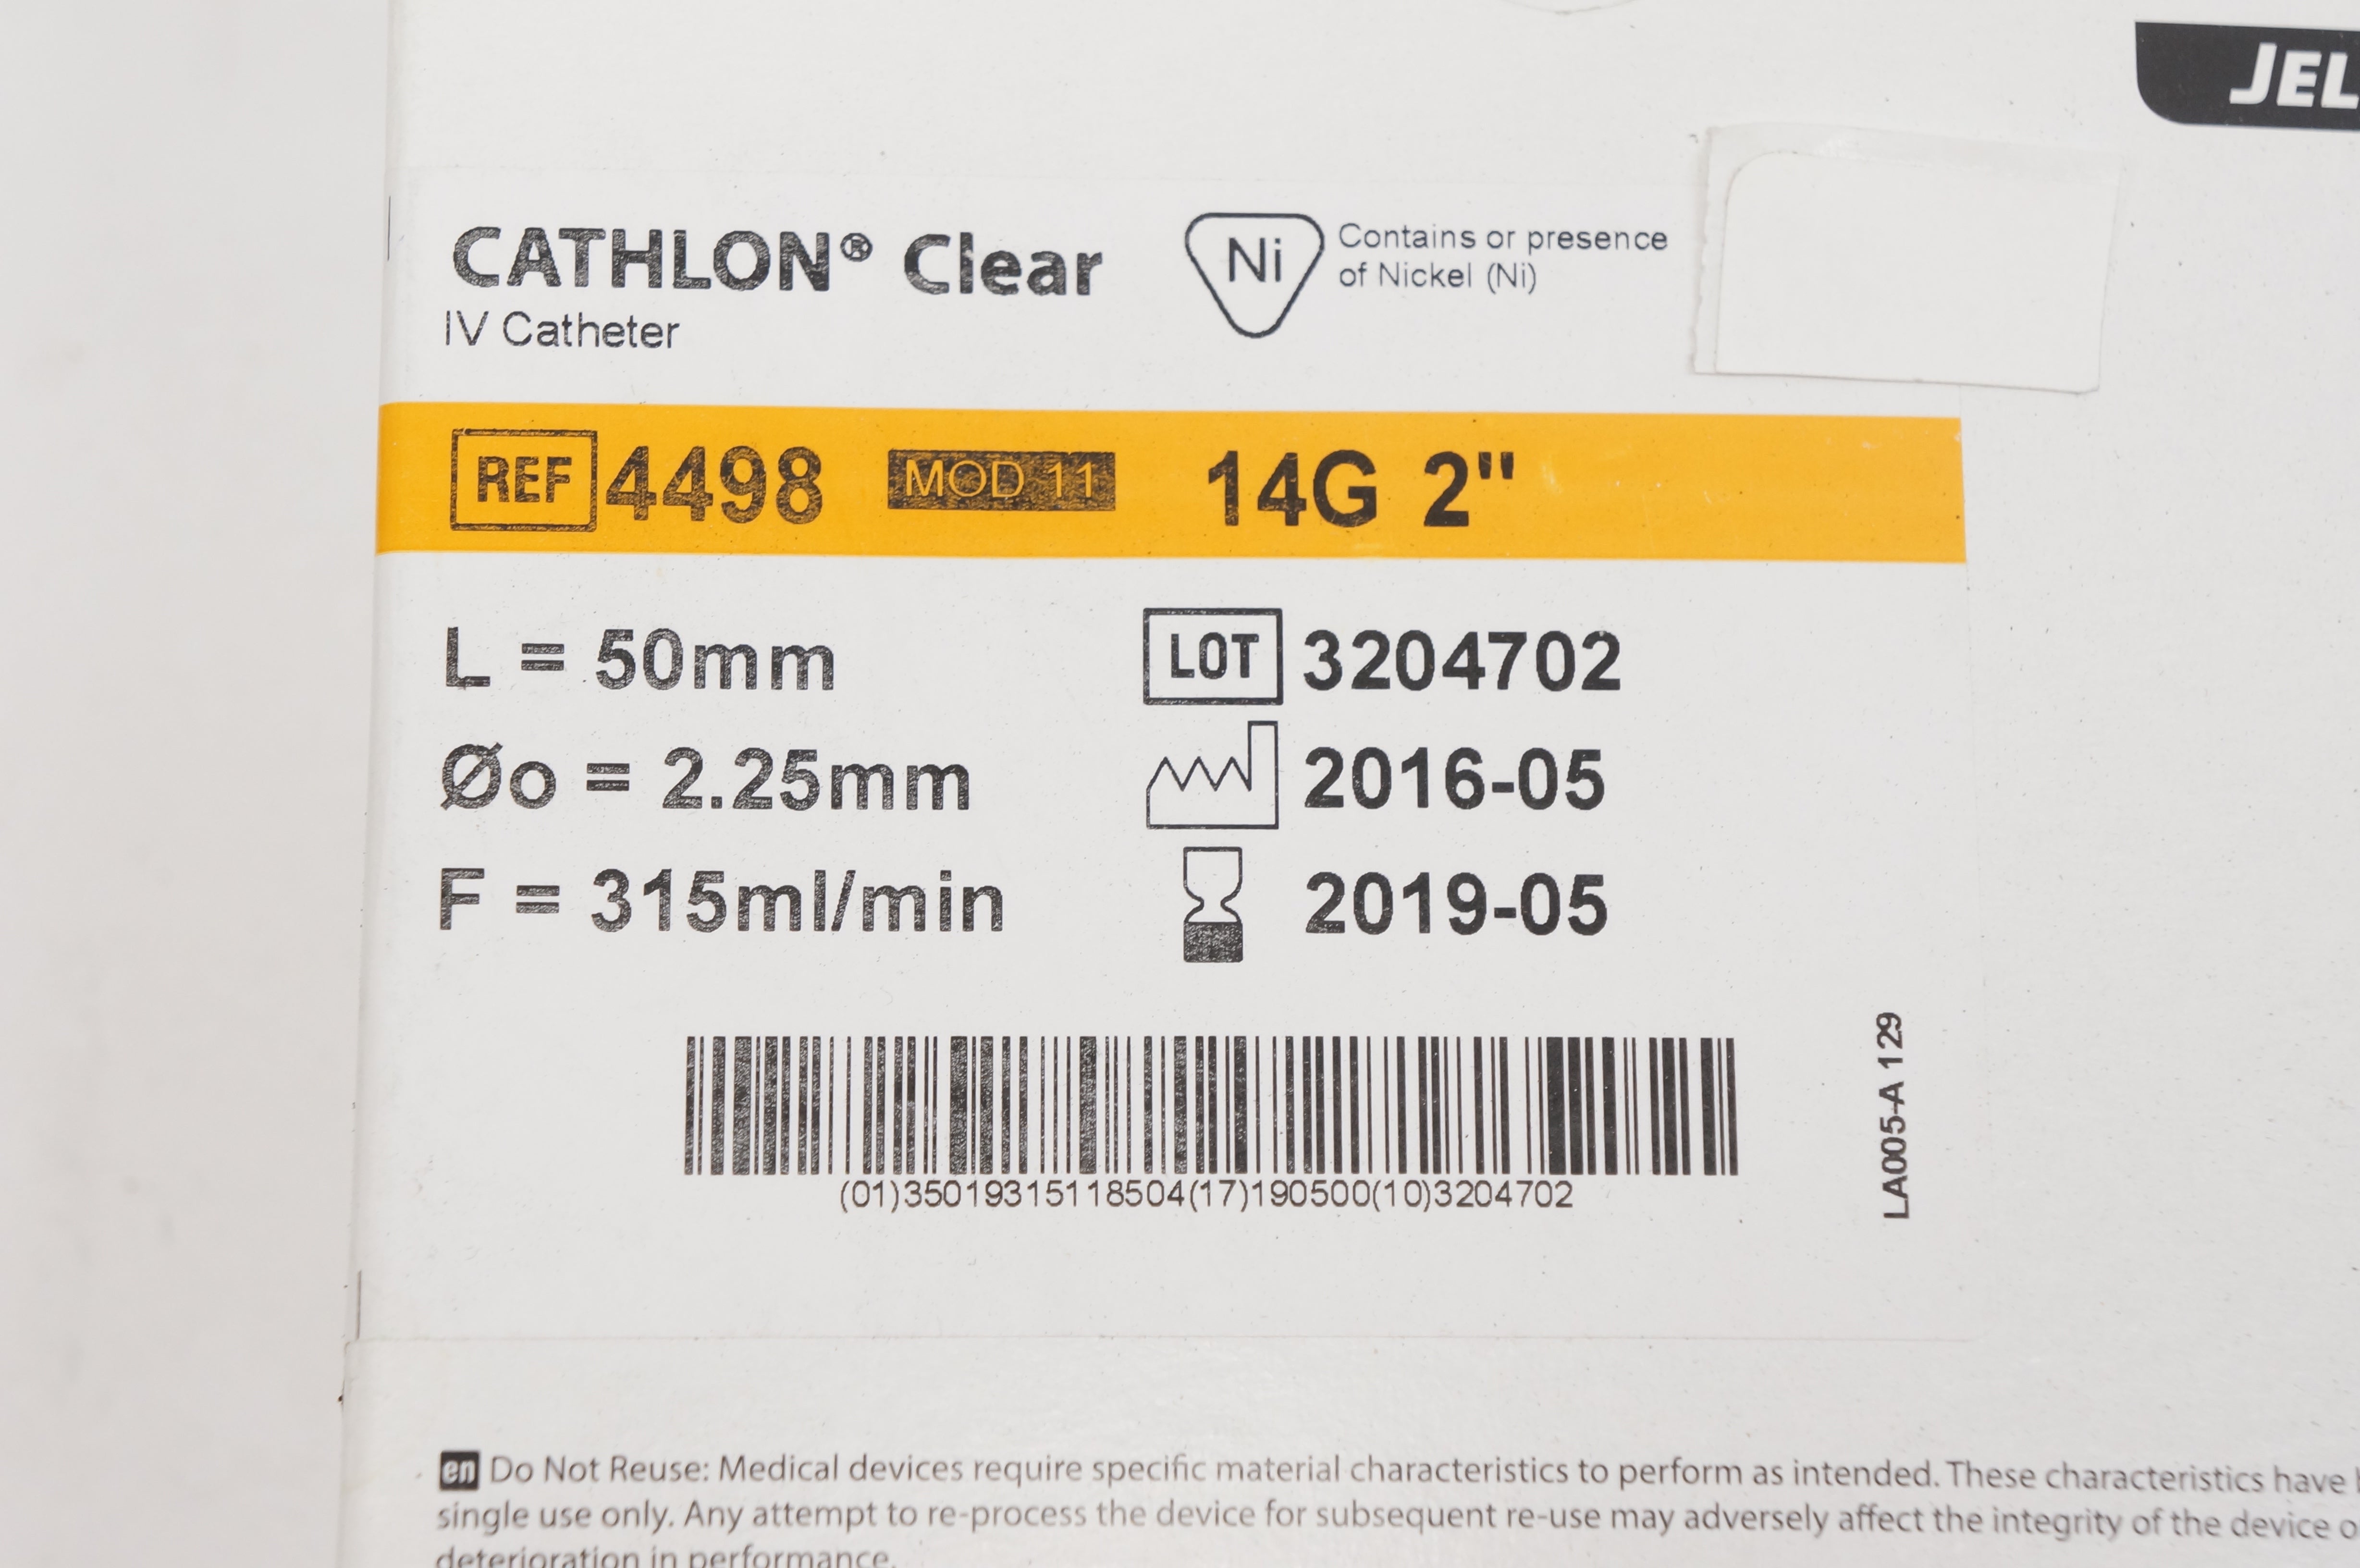 JEL
CATHLON® Clear
IV Catheter
Ni
Contains or presence
of Nickel (Ni)
REF 4498 MOD 11 14G 2"
L = 50mm
LOT 3204702
Øo = 2.25mm
2016-05
F = 315ml/min
2019-05
(01)35019315118504(17)190500(10)3204702
LA005-A 129
en Do Not Reuse: Medical devices require specific material characteristics to perform as intended. These characteristics have
single use only. Any attempt to re-process the device for subsequent re-use may adversely affect the integrity of the device
deterioration in performance.